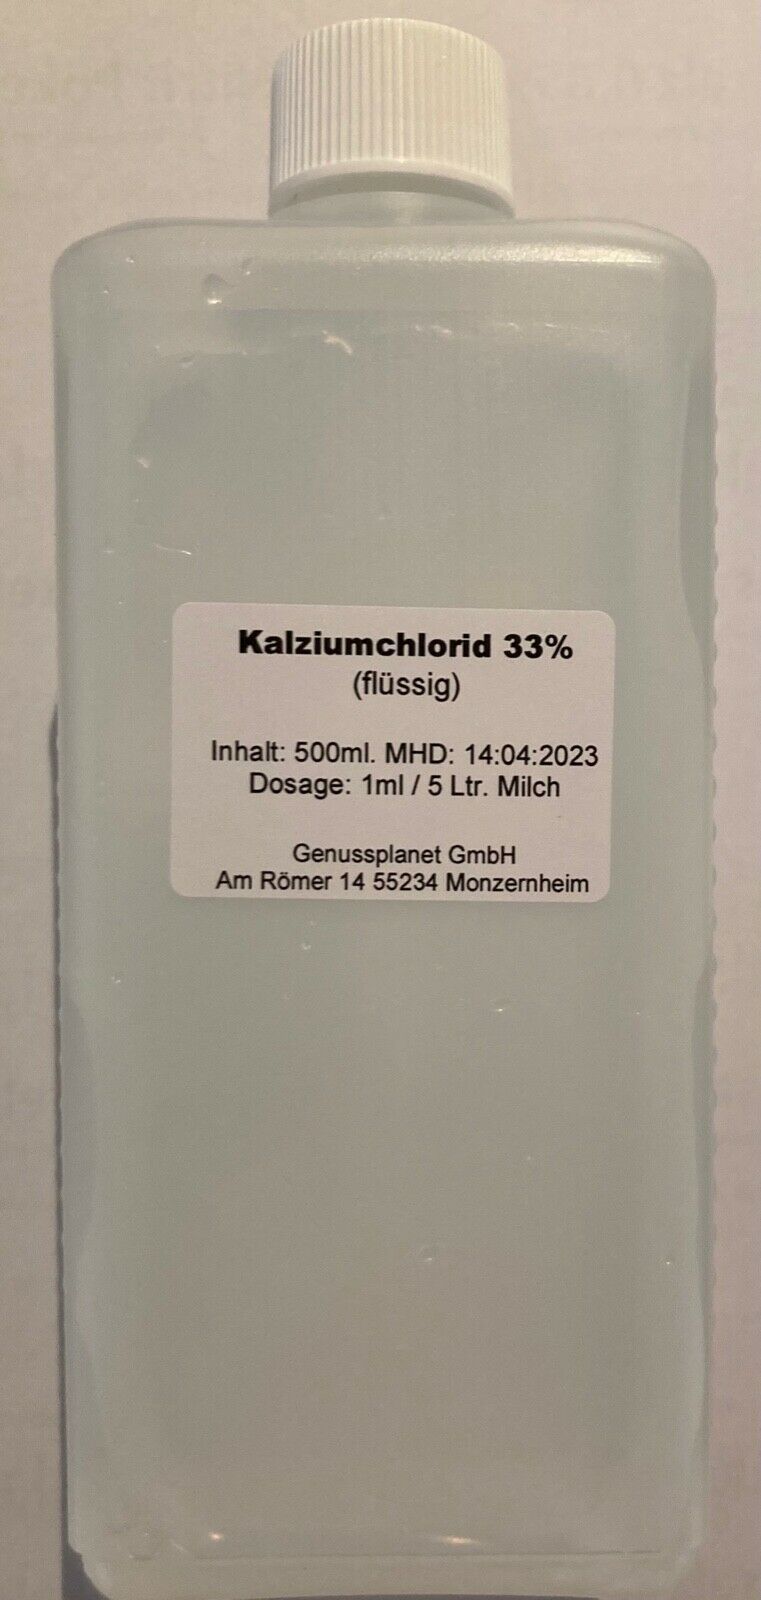 Kalziumchlorid 33%
(flüssig)
Inhalt: 500ml. MHD: 14:04:2023
Dosage: 1ml / 5 Ltr. Milch
Genussplanet GmbH
Am Römer 14 55234 Monzernheim